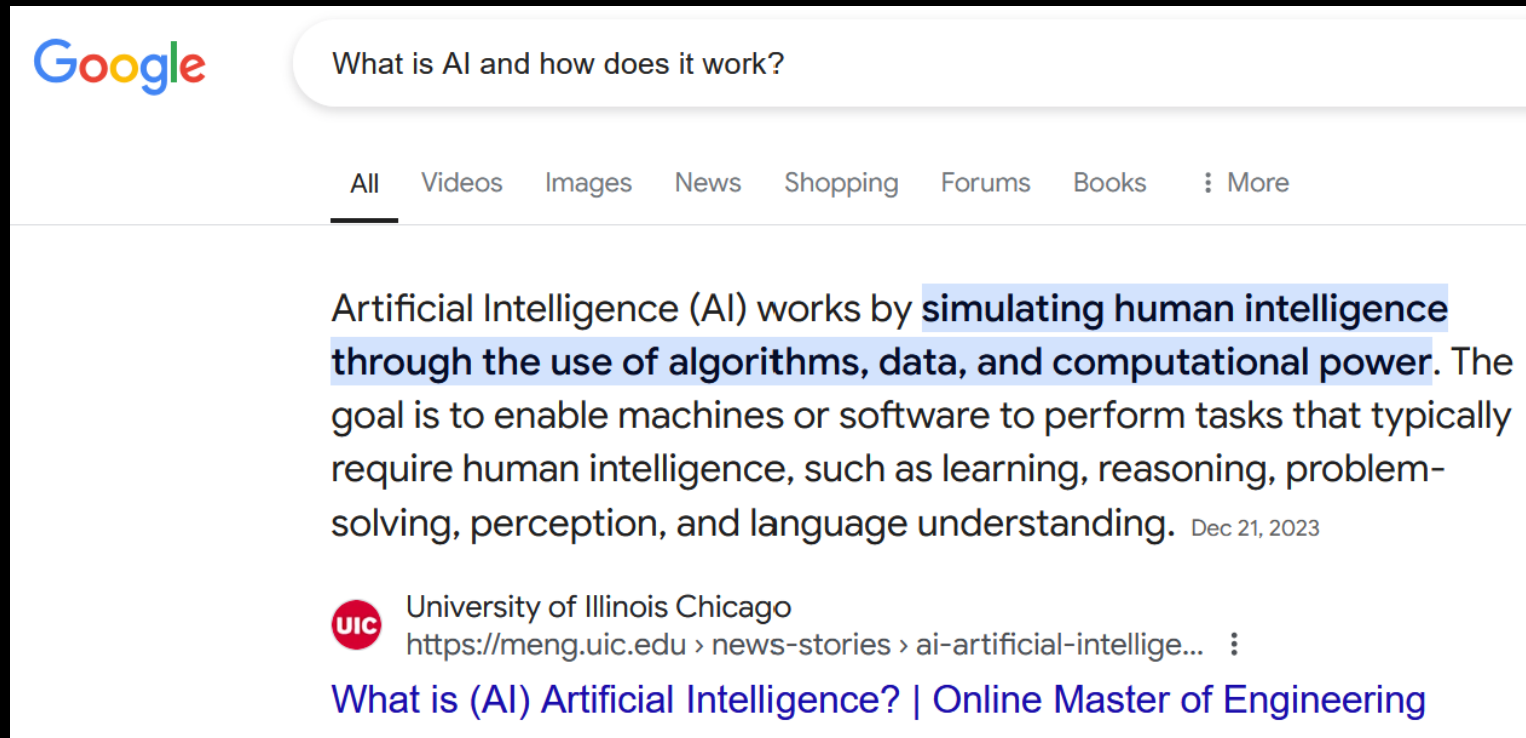 Google
What is AI and how does it work?
All Videos Images News Shopping Forums Books More
Artificial Intelligence (AI) works by simulating human intelligence
through the use of algorithms, data, and computational power. The
goal is to enable machines or software to perform tasks that typically
require human intelligence, such as learning, reasoning, problem-
solving, perception, and language understanding. Dec 21, 2023
UIC
University of Illinois Chicago
https://meng.uic.edu › news-stories › ai-artificial-intellige...
What is (AI) Artificial Intelligence? | Online Master of Engineering